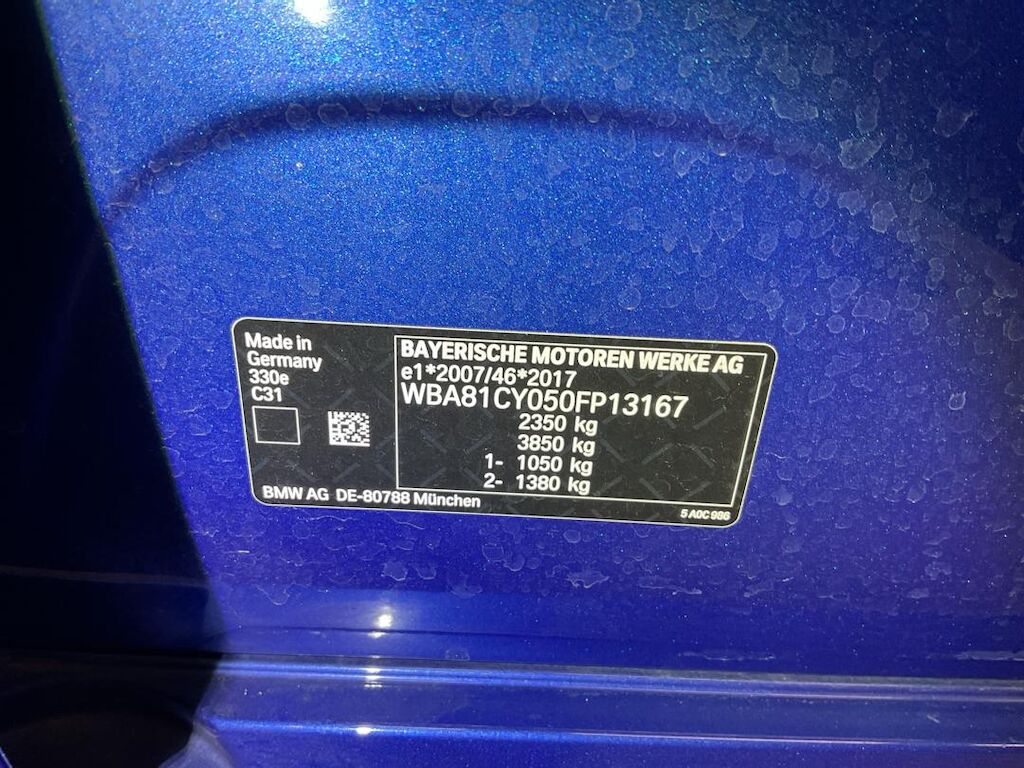 Made in
Germany
330e
C31
BAYERISCHE MOTOREN WERKE AG
e1*2007/46*2017
WBA81CY050FP13167
2350 kg
3850 kg
1- 1050 kg
2- 1380 kg
BMW AG DE-80788 München
5 A0C 986